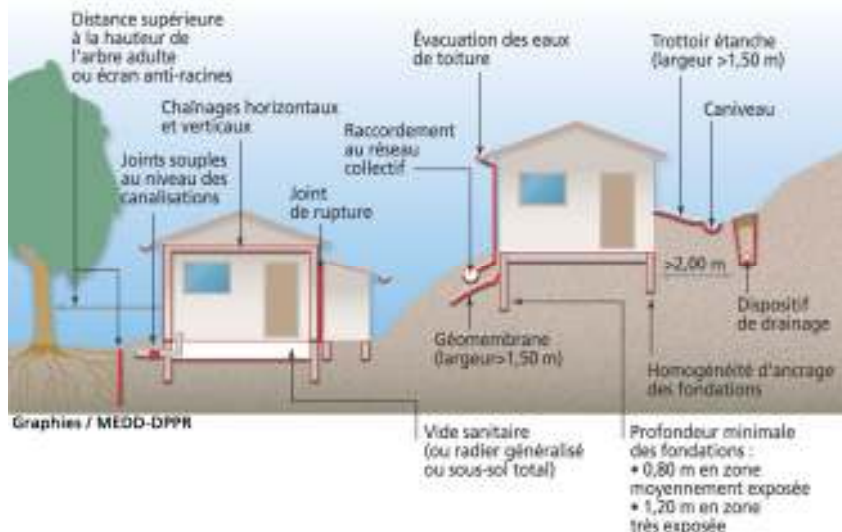 Distance supérieure
à la hauteur de
l'arbre adulte
ou écran anti-racines
Chaînages horizontaux
et verticaux
Joints souples
au niveau des
canalisations
Joint
de rupture
Évacuation des eaux
de toiture
Raccordement
au réseau
collectif
Trottoir étanche
(largeur >1,50 m)
Caniveau
>2,00 m
Dispositif
de drainage
Géomembrane
(largeur>1,50 m)
Homogénéité d'ancrage
des fondations
Graphies / MEDD-DPPR
Vide sanitaire
(ou radier généralisé
ou sous-sol total)
Profondeur minimale
des fondations :
• 0,80 m en zone
moyennement exposée
• 1,20 m en zone
très exposée